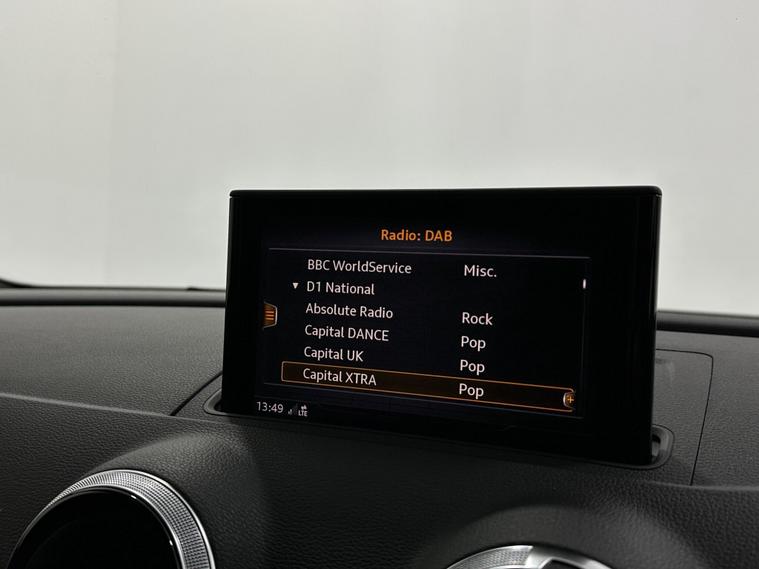 Radio: DAB
BBC WorldService Misc.
▼ D1 National
Absolute Radio Rock
Capital DANCE Pop
Capital UK Pop
Capital XTRA Pop
13:49 LTE